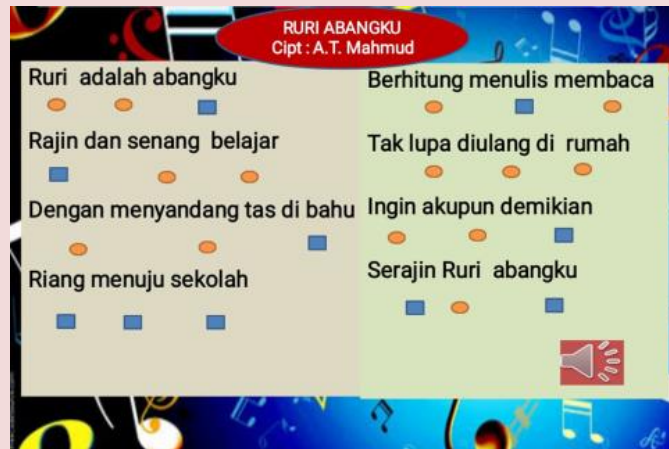 RURI ABANGKU
Cipt : A.T. Mahmud
Ruri adalah abangku
Rajin dan senang belajar
Dengan menyandang tas di bahu
Riang menuju sekolah
Berhitung menulis membaca
Tak lupa diulang di rumah
Ingin akupun demikian
Serajin Ruri abangku